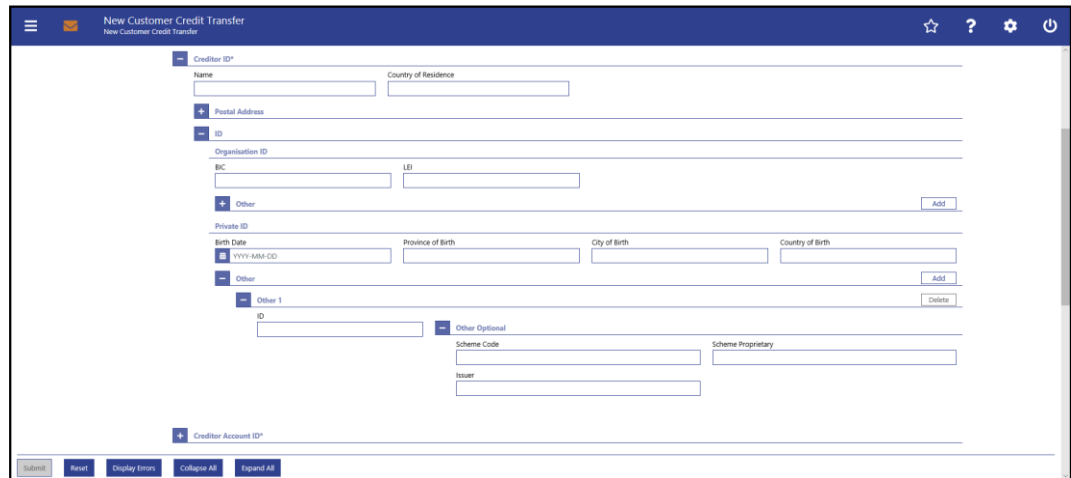 New Customer Credit Transfer
New Customer Credit Transfer
Creditor ID*
Name Country of Residence
Postal Address
ID
Organisation ID
BIC LEI
Other Add
Private ID
Birth Date Province of Birth City of Birth Country of Birth
YYYY-MM-DD
Other Add
Other 1 Delete
ID
Other Optional
Scheme Code Scheme Proprietary
Issuer
Creditor Account ID*
Submit Reset Display Errors Collapse All Expand All